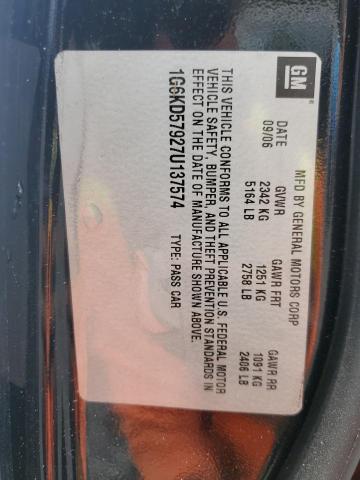 GM
MFD BY GENERAL MOTORS CORP
DATE GVWR GAWR FRT GAWR RR
09/06 2342 KG 1251 KG 1091 KG
5164 LB 2758 LB 2406 LB
THIS VEHICLE CONFORMS TO ALL APPLICABLE U.S. FEDERAL MOTOR
VEHICLE SAFETY, BUMPER, AND THEFT PREVENTION STANDARDS IN
EFFECT ON THE DATE OF MANUFACTURE SHOWN ABOVE.
1G6KD57927U137574 TYPE: PASS CAR